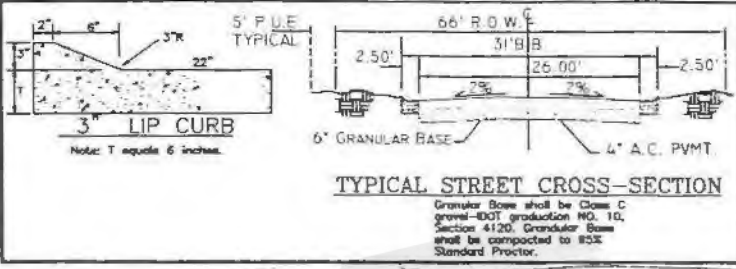 2" 6"
3"R
3"
22"
T
3" LIP CURB
Note: T equals 6 inches.
5' P.U.E
TYPICAL
66' R.O.W.
31' B B
2.50'
26.00'
2.50'
2% 2%
6" GRANULAR BASE
4" A.C. PVMT
TYPICAL STREET CROSS-SECTION
Granular Base shall be Class C
gravel-IDOT graduation NO. 10,
Section 4120. Grandular Base
shall be compacted to 95%
Standard Proctor.